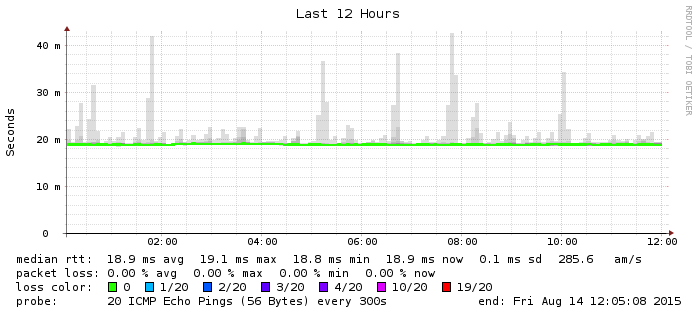 Last 12 Hours
RRDTOOL / TOBI OETIKER
Seconds
40 m
30 m
20 m
10 m
0
02:00 04:00 06:00 08:00 10:00 12:00
median rtt: 18.9 ms avg 19.1 ms max 18.8 ms min 18.9 ms now 0.1 ms sd 285.6 am/s
packet loss: 0.00 % avg 0.00 % max 0.00 % min 0.00 % now
loss color: 0 1/20 2/20 3/20 4/20 10/20 19/20
probe: 20 ICMP Echo Pings (56 Bytes) every 300s end: Fri Aug 14 12:05:08 2015